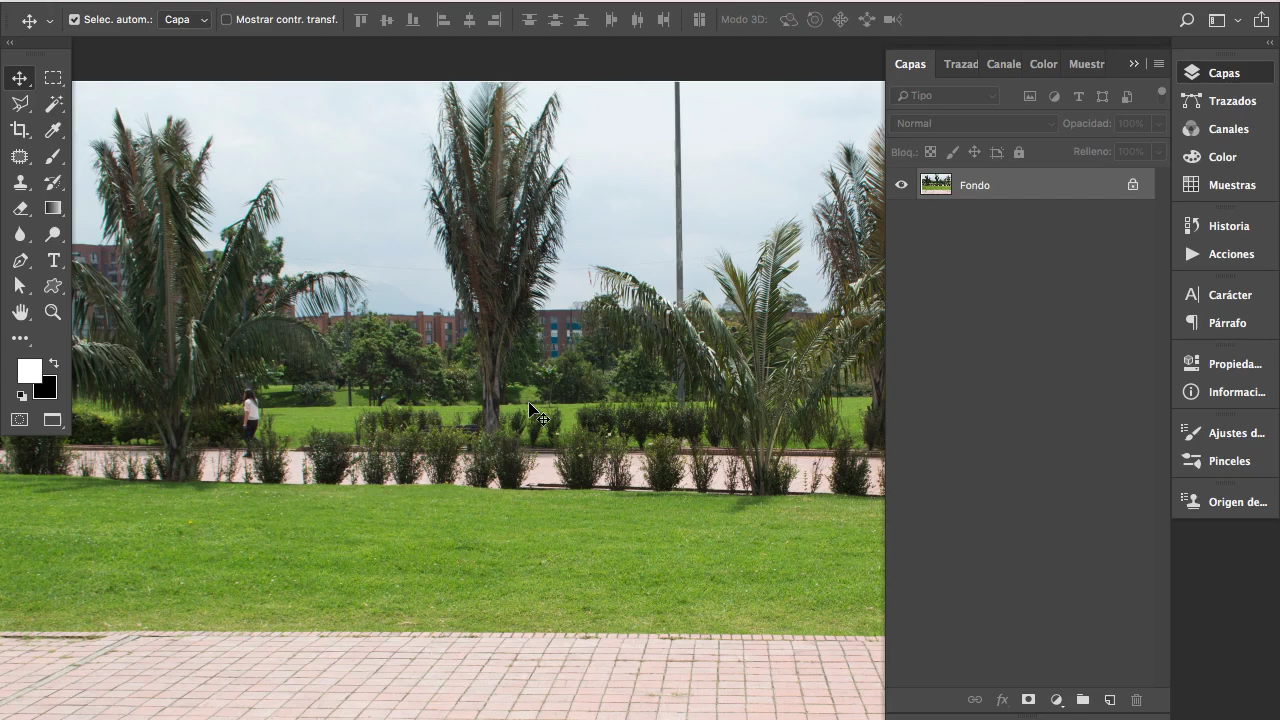 Selec. autom.: Capa Mostrar contr. transf. Modo 3D:
Capas Trazad Canale Color Muestr
Tipo
Normal Opacidad: 100%
Bloq.: Relleno: 100%
Fondo
Capas
Trazados
Canales
Color
Muestras
Historia
Acciones
Carácter
Párrafo
Propieda...
Informaci...
Ajustes d...
Pinceles
Origen de...